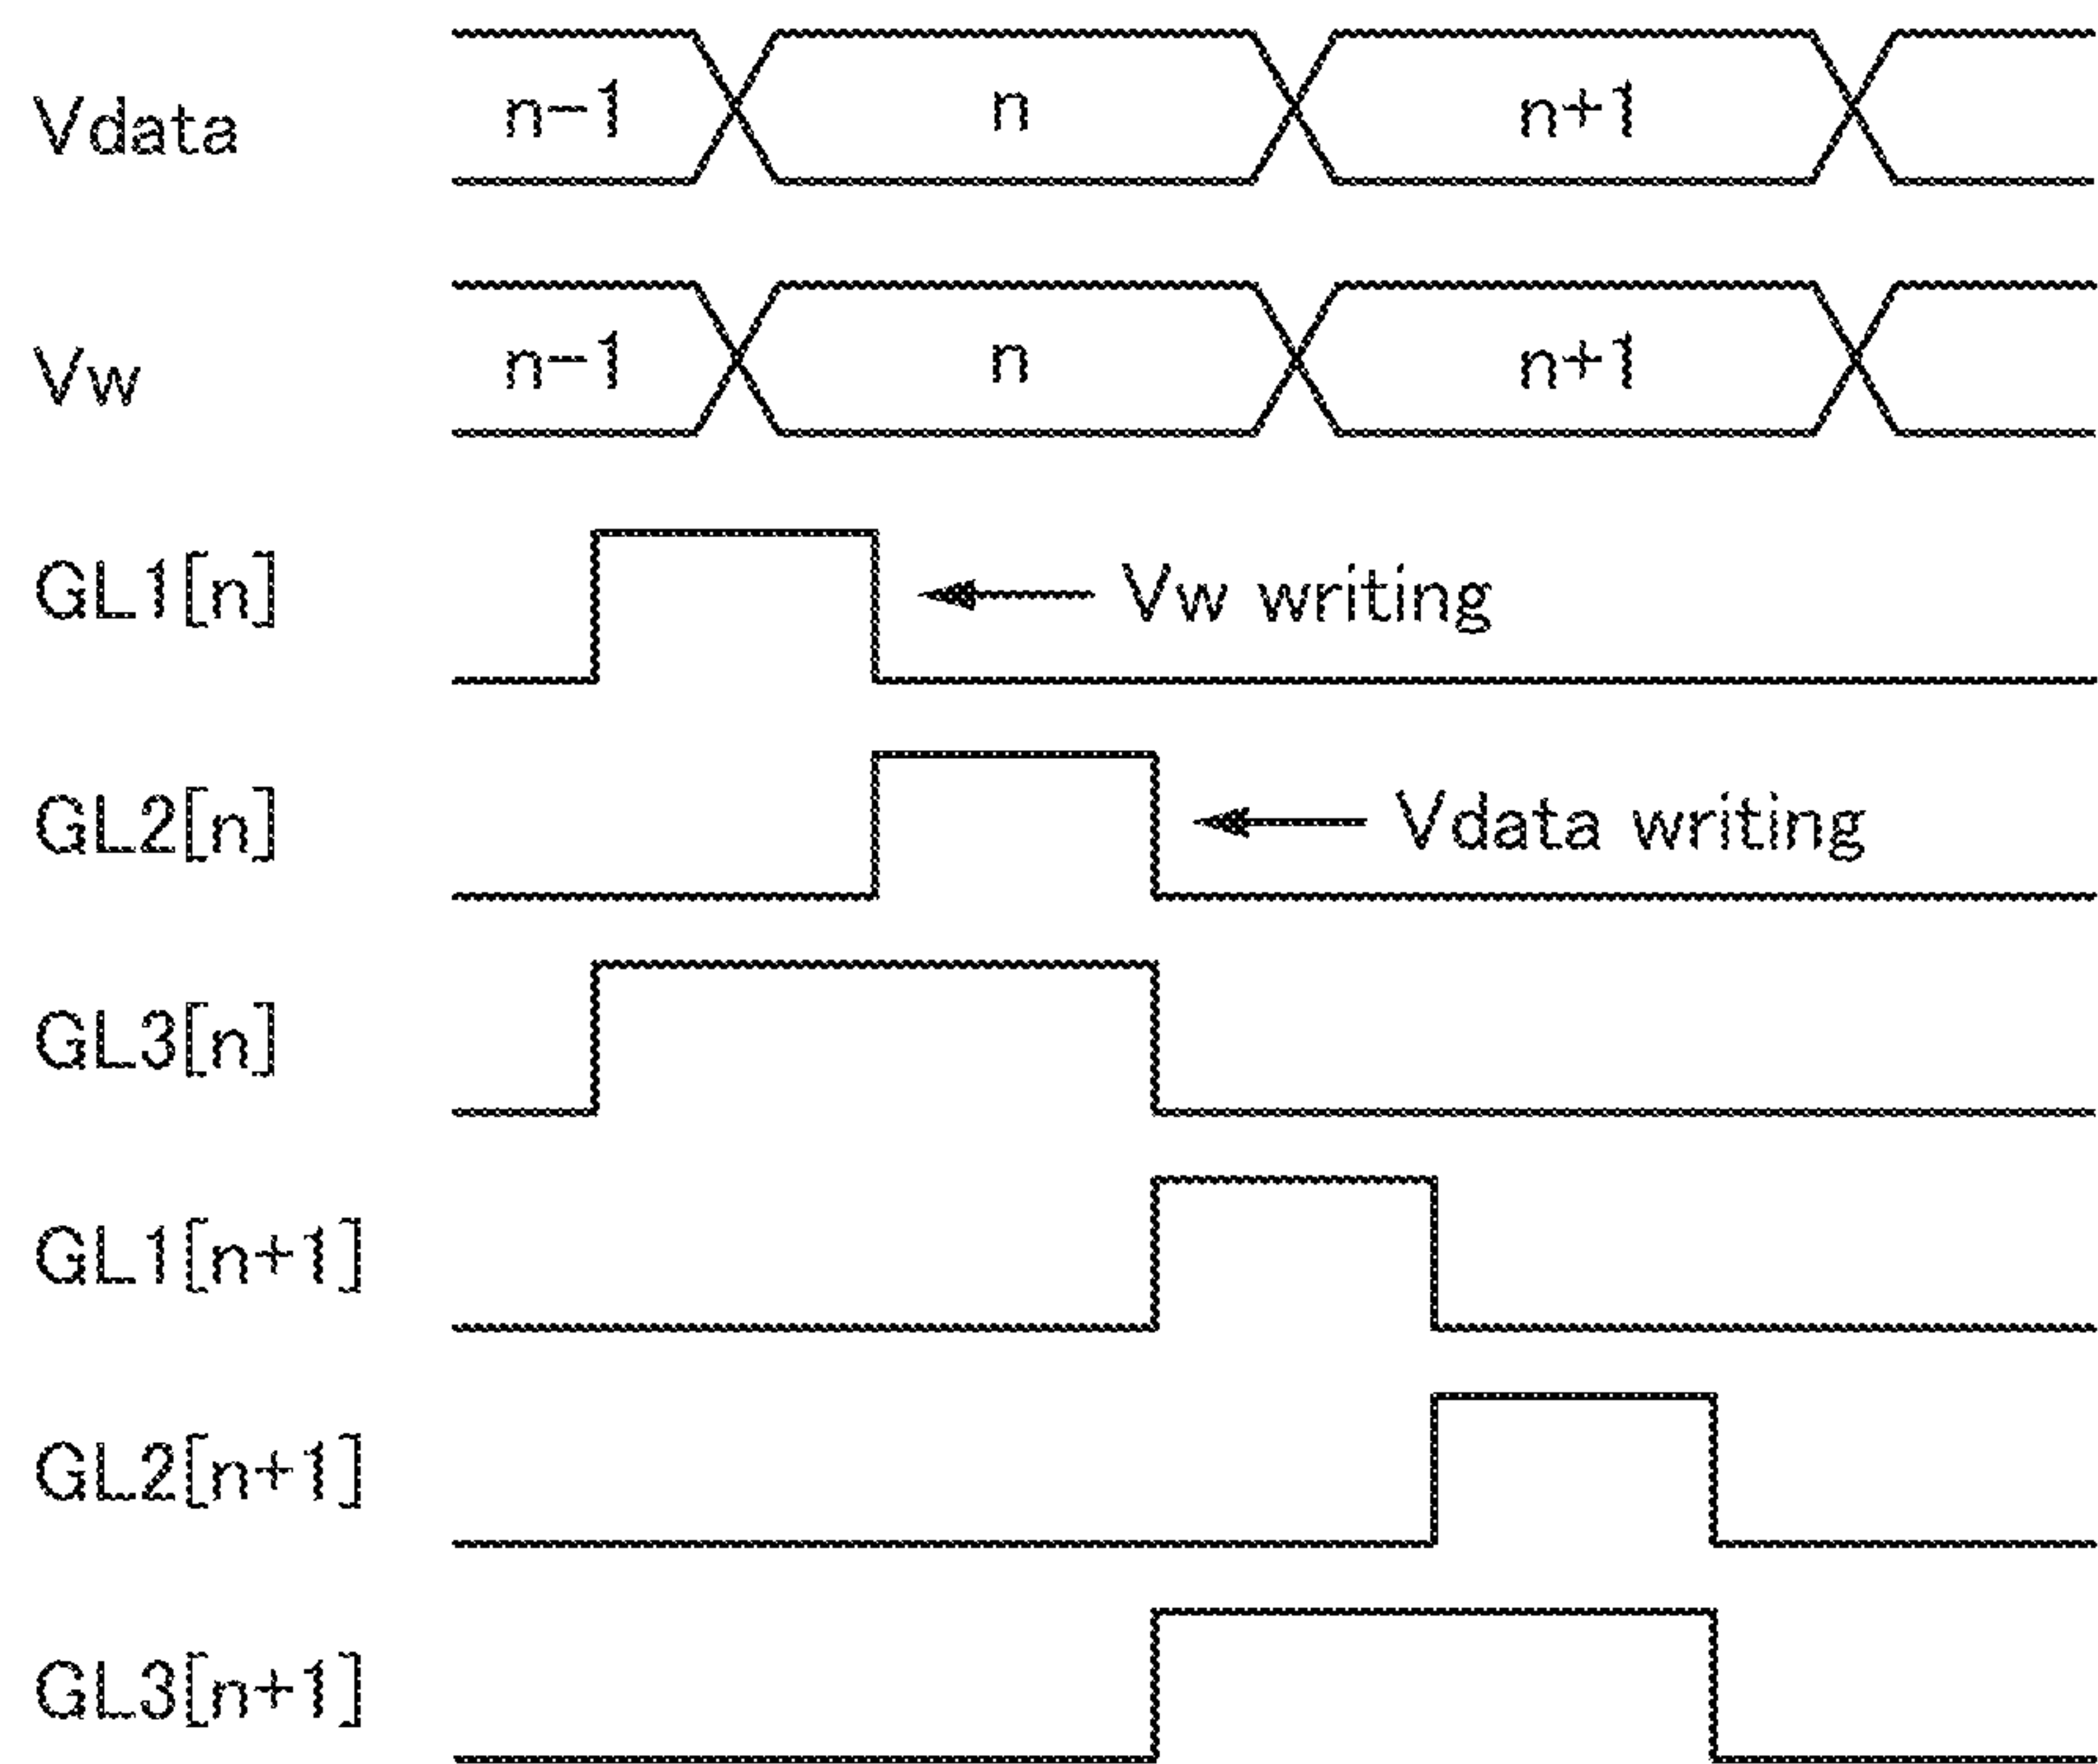 Vdata n-1 n n+1
Vw n-1 n n+1
GL1[n] Vw writing
GL2[n] Vdata writing
GL3[n]
GL1[n+1]
GL2[n+1]
GL3[n+1]